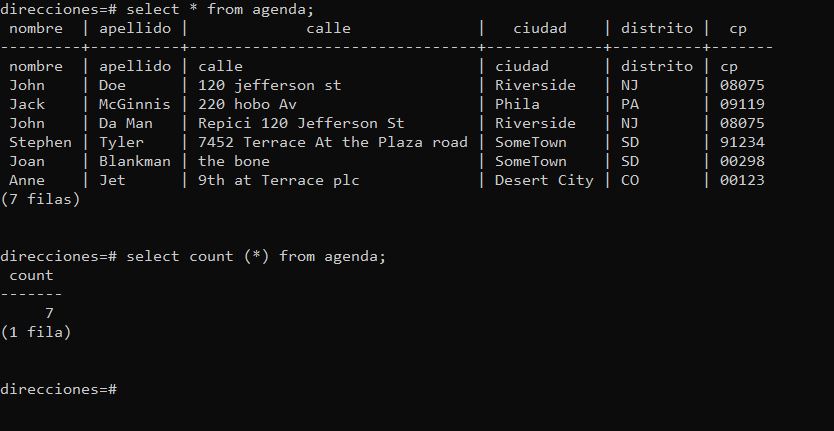 direcciones=# select * from agenda;
 nombre  | apellido |            calle             |    ciudad    | distrito |  cp
---------+----------+------------------------------+--------------+----------+-------
 nombre  | apellido | calle                        | ciudad       | distrito | cp
 John    | Doe      | 120 jefferson st             | Riverside    | NJ       | 08075
 Jack    | McGinnis | 220 hobo Av                  | Phila        | PA       | 09119
 John    | Da Man   | Repici 120 Jefferson St      | Riverside    | NJ       | 08075
 Stephen | Tyler    | 7452 Terrace At the Plaza road | SomeTown     | SD       | 91234
 Joan    | Blankman | the bone                     | SomeTown     | SD       | 00298
 Anne    | Jet      | 9th at Terrace plc           | Desert City | CO       | 00123
(7 filas)
direcciones=# select count (*) from agenda;
 count
-------
     7
(1 fila)
direcciones=#